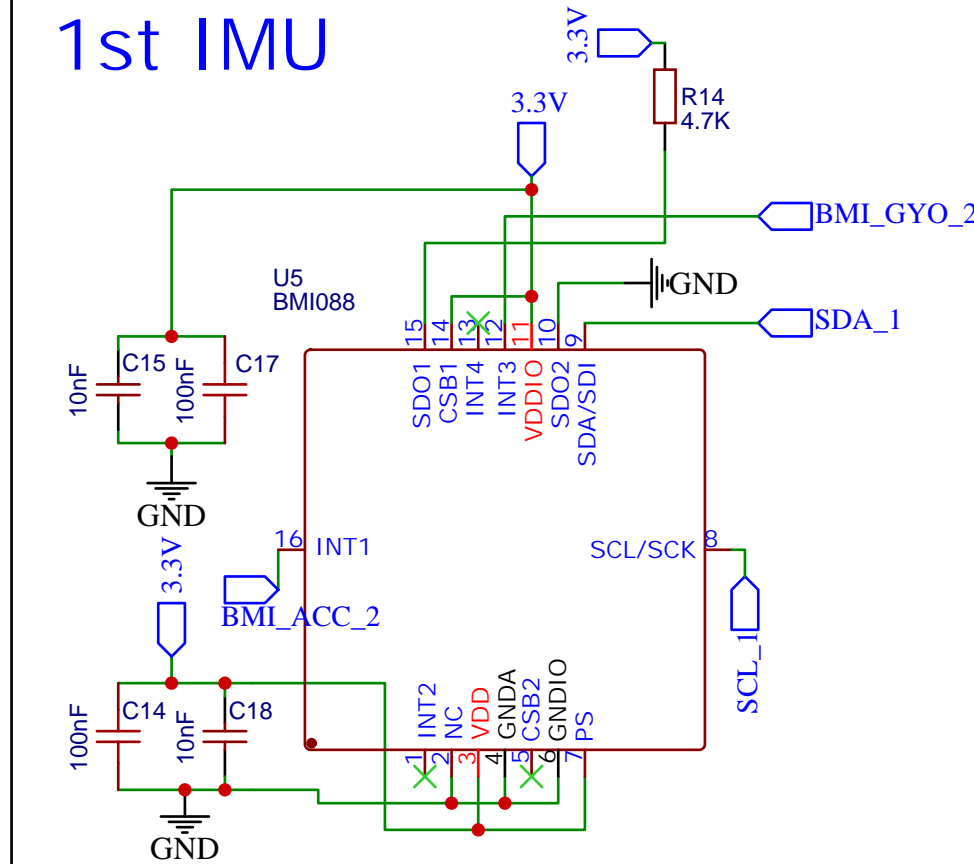 1st IMU
3.3V
R14
4.7K
3.3V
BMI_GYO_2
GND
U5
BMI088
SDA_1
15
14
13
12
11
10
9
SDO1
CSB1
INT4
INT3
VDDIO
SDO2
SDA/SDI
C15
10nF
C17
100nF
GND
16 INT1
SCL/SCK 8
3.3V
BMI_ACC_2
SCL_1
C14
100nF
C18
10nF
INT2
NC
VDD
GNDA
CSB2
GNDIO
PS
1
2
3
4
5
6
7
GND